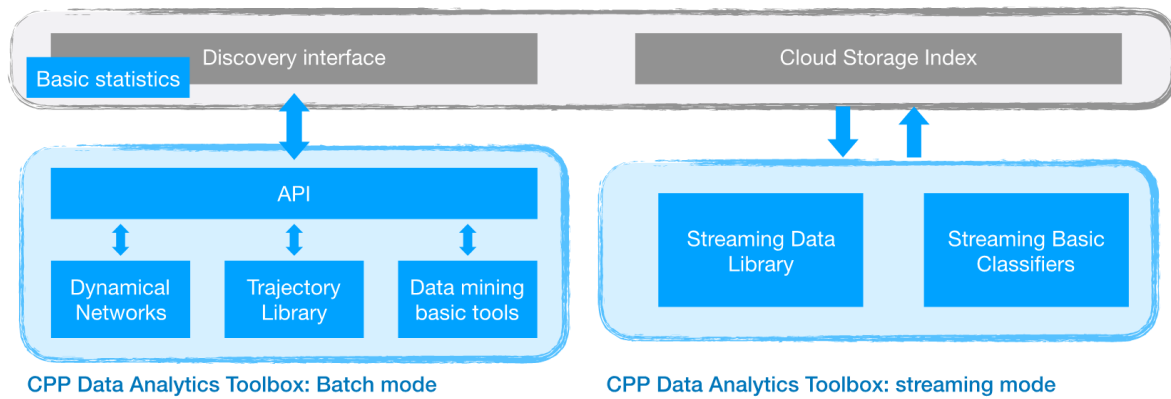 Discovery interface
Cloud Storage Index
Basic statistics
API
Dynamical
Networks
Trajectory
Library
Data mining
basic tools
Streaming Data
Library
Streaming Basic
Classifiers
CPP Data Analytics Toolbox: Batch mode
CPP Data Analytics Toolbox: streaming mode